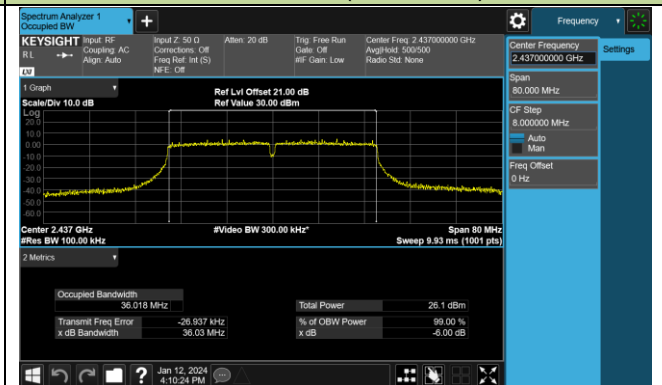 Spectrum Analyzer 1
Occupied BW
Frequency
KEYSIGHT
Input: RF
Input Z: 50 Ω
Atten: 20 dB
Trig: Free Run
Center Freq: 2.437000000 GHz
R L
Coupling: AC
Corrections: Off
Gate: Off
Avg|Hold: 500/500
Align: Auto
Freq Ref: Int (S)
#IF Gain: Low
Radio Std: None
LXI
NFE: Off
Center Frequency
2.437000000 GHz
Settings
Span
80.000 MHz
CF Step
8.000000 MHz
Auto
Man
Freq Offset
0 Hz
1 Graph
Ref Lvl Offset 21.00 dB
Scale/Div 10.0 dB
Ref Value 30.00 dBm
Log
20.0
10.0
0.00
-10.0
-20.0
-30.0
-40.0
-50.0
-60.0
Center 2.437 GHz
#Video BW 300.00 kHz*
Span 80 MHz
#Res BW 100.00 kHz
Sweep 9.93 ms (1001 pts)
2 Metrics
Occupied Bandwidth
36.018 MHz
Total Power
26.1 dBm
Transmit Freq Error
-26.937 kHz
% of OBW Power
99.00 %
x dB Bandwidth
36.03 MHz
x dB
-6.00 dB
Jan 12, 2024
4:10:24 PM